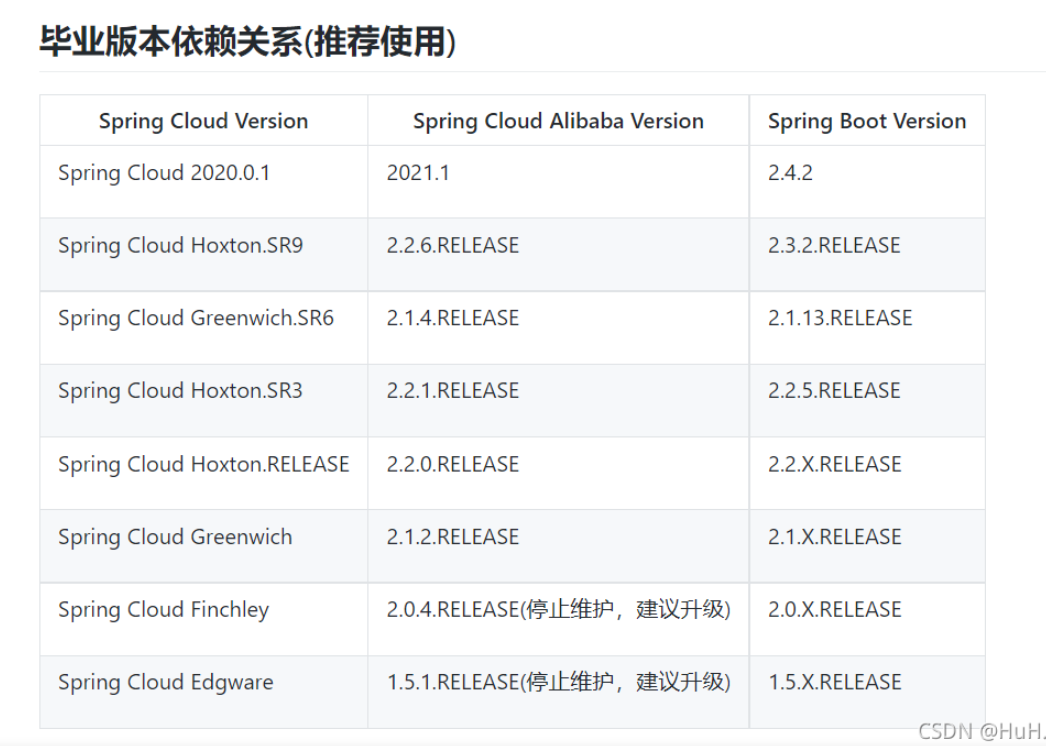 毕业版本依赖关系(推荐使用)
Spring Cloud Version Spring Cloud Alibaba Version Spring Boot Version
Spring Cloud 2020.0.1 2021.1 2.4.2
Spring Cloud Hoxton.SR9 2.2.6.RELEASE 2.3.2.RELEASE
Spring Cloud Greenwich.SR6 2.1.4.RELEASE 2.1.13.RELEASE
Spring Cloud Hoxton.SR3 2.2.1.RELEASE 2.2.5.RELEASE
Spring Cloud Hoxton.RELEASE 2.2.0.RELEASE 2.2.X.RELEASE
Spring Cloud Greenwich 2.1.2.RELEASE 2.1.X.RELEASE
Spring Cloud Finchley 2.0.4.RELEASE(停止维护，建议升级) 2.0.X.RELEASE
Spring Cloud Edgware 1.5.1.RELEASE(停止维护，建议升级) 1.5.X.RELEASE
CSDN @HuH.